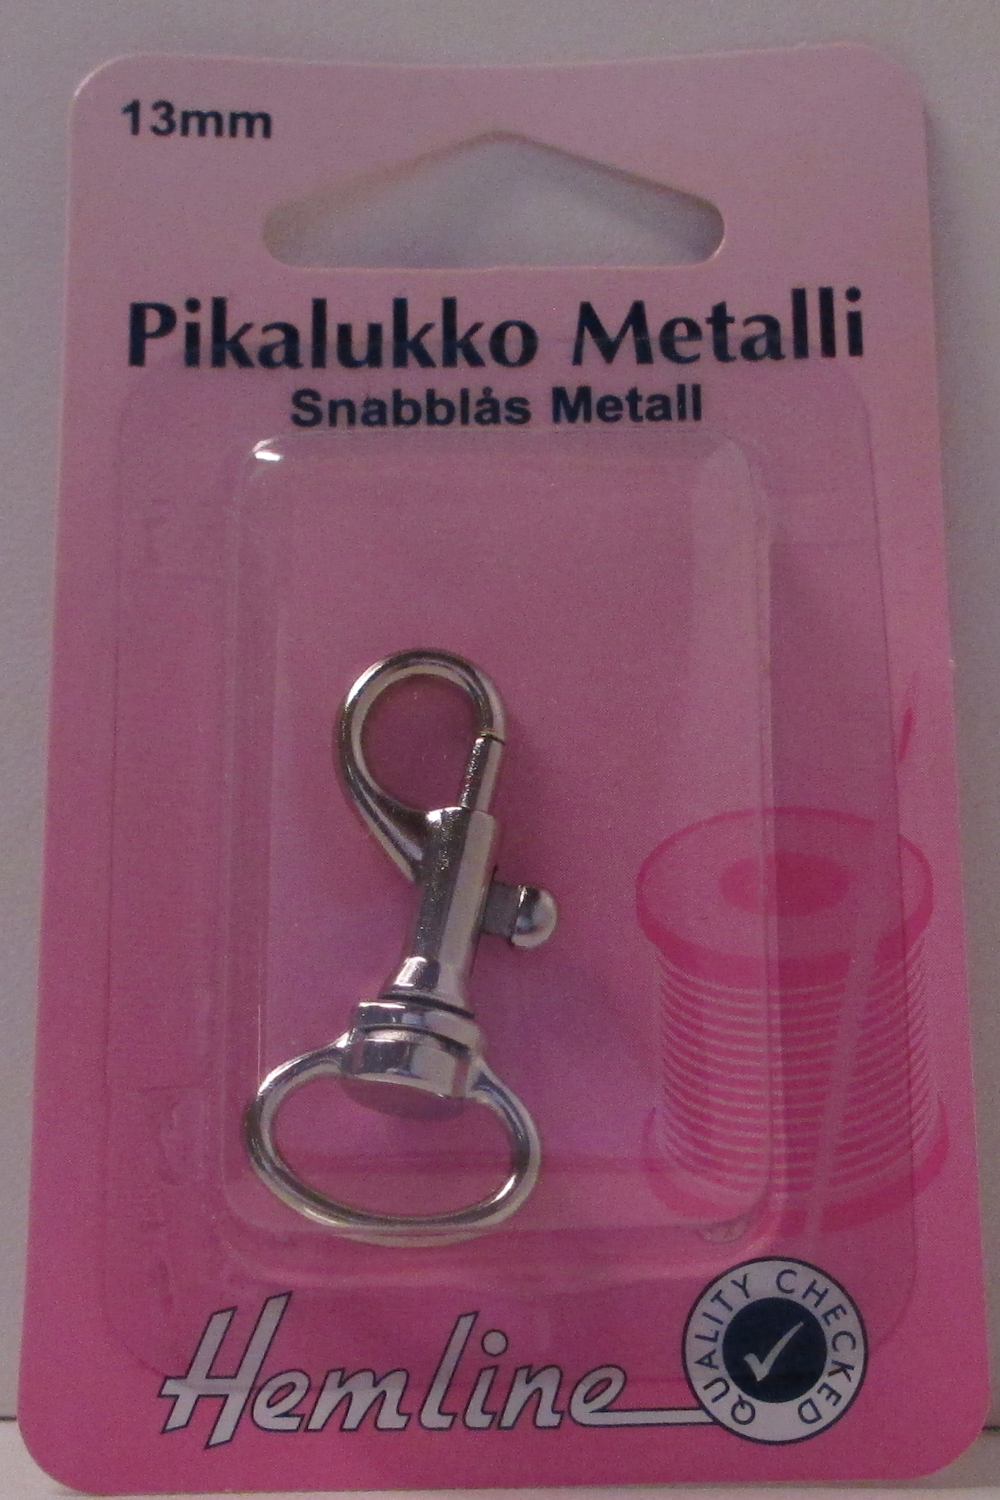 13mm
Pikalukko Metalli
Snabblås Metall
Hemline
QUALITY CHECKED